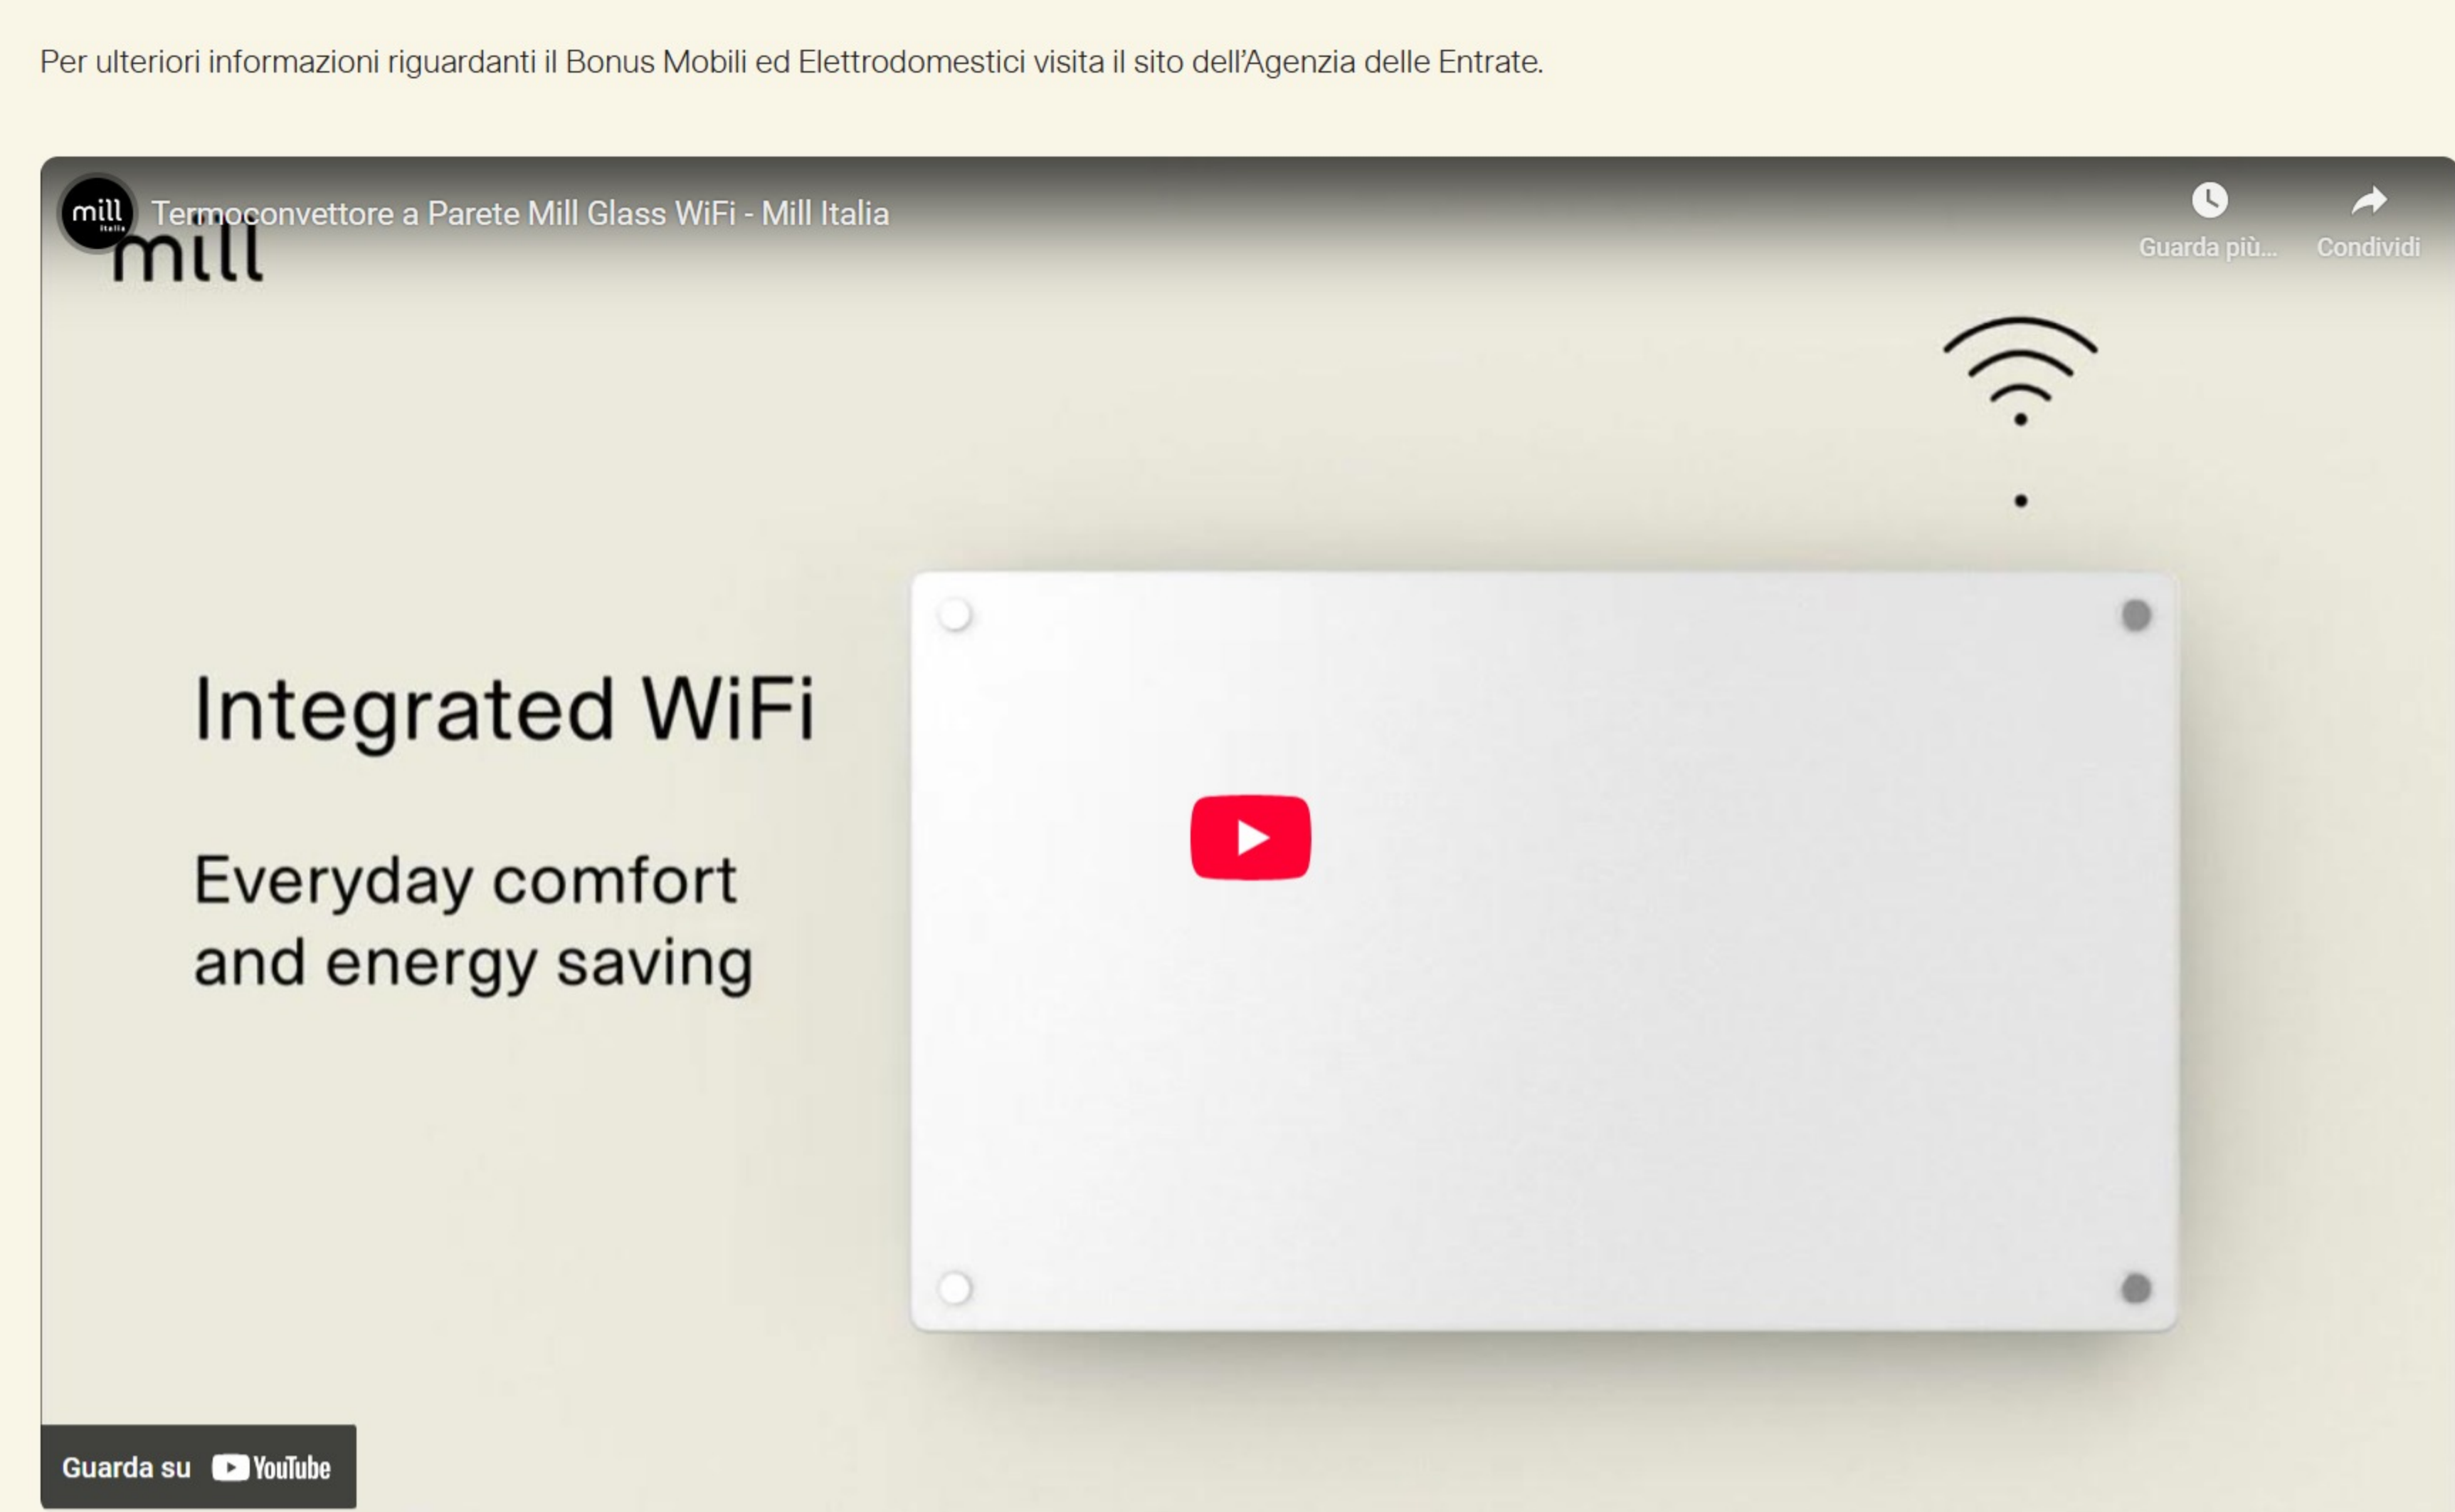 Per ulteriori informazioni riguardanti il Bonus Mobili ed Elettrodomestici visita il sito dell'Agenzia delle Entrate.
mill
italia
Termoconvettore a Parete Mill Glass WiFi - Mill Italia
Guarda più...
Condividi
mill
Integrated WiFi
Everyday comfort
and energy saving
Guarda su YouTube